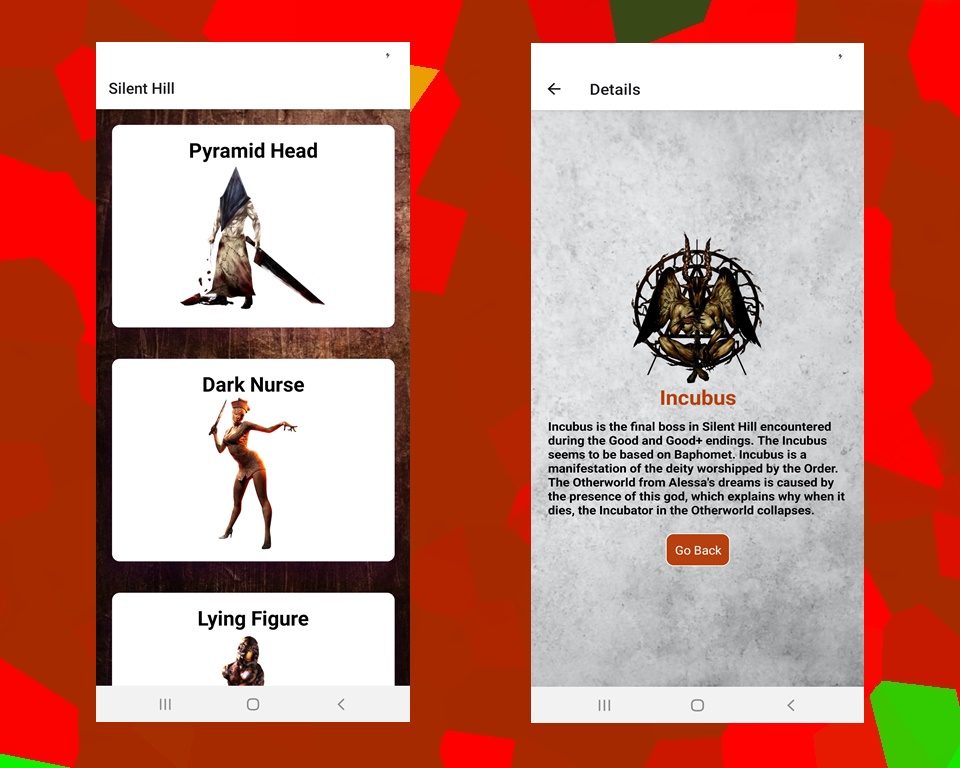 Silent Hill
Pyramid Head
Dark Nurse
Lying Figure
Details
Incubus
Incubus is the final boss in Silent Hill encountered
during the Good and Good+ endings. The Incubus
seems to be based on Baphomet. Incubus is a
manifestation of the deity worshipped by the Order.
The Otherworld from Alessa's dreams is caused by
the presence of this god, which explains why when it
dies, the Incubator in the Otherworld collapses.
Go Back